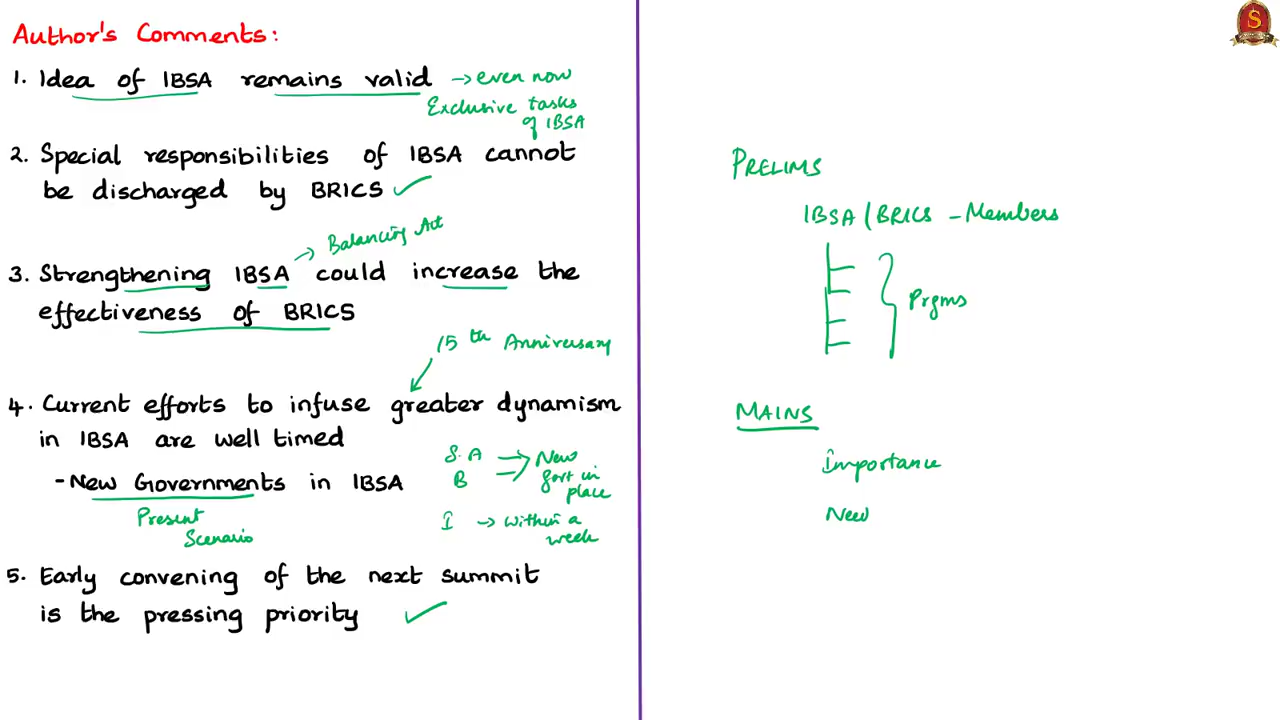 Author's Comments:
1. Idea of IBSA remains valid → even now
Exclusive tasks
of IBSA
2. Special responsibilities of IBSA cannot
be discharged by BRICS
Balancing Act
3. Strengthening IBSA could increase the
effectiveness of BRICS
15th Anniversary
4. Current efforts to infuse greater dynamism
in IBSA are well timed
S.A → New
B govt in
place
- New Governments in IBSA
Present
Scenario
I → within a
week
5. Early convening of the next summit
is the pressing priority
PRELIMS
IBSA / BRICS - Members
Prgms
MAINS
Importance
New
S